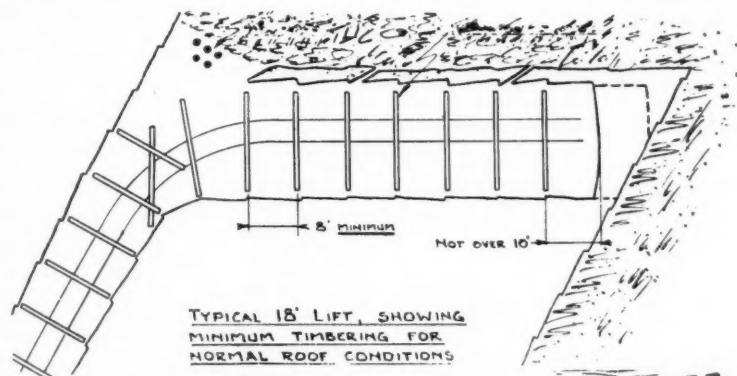 8' MINIMUM
NOT OVER 10'
TYPICAL 18' LIFT, SHOWING
MINIMUM TIMBERING FOR
NORMAL ROOF CONDITIONS